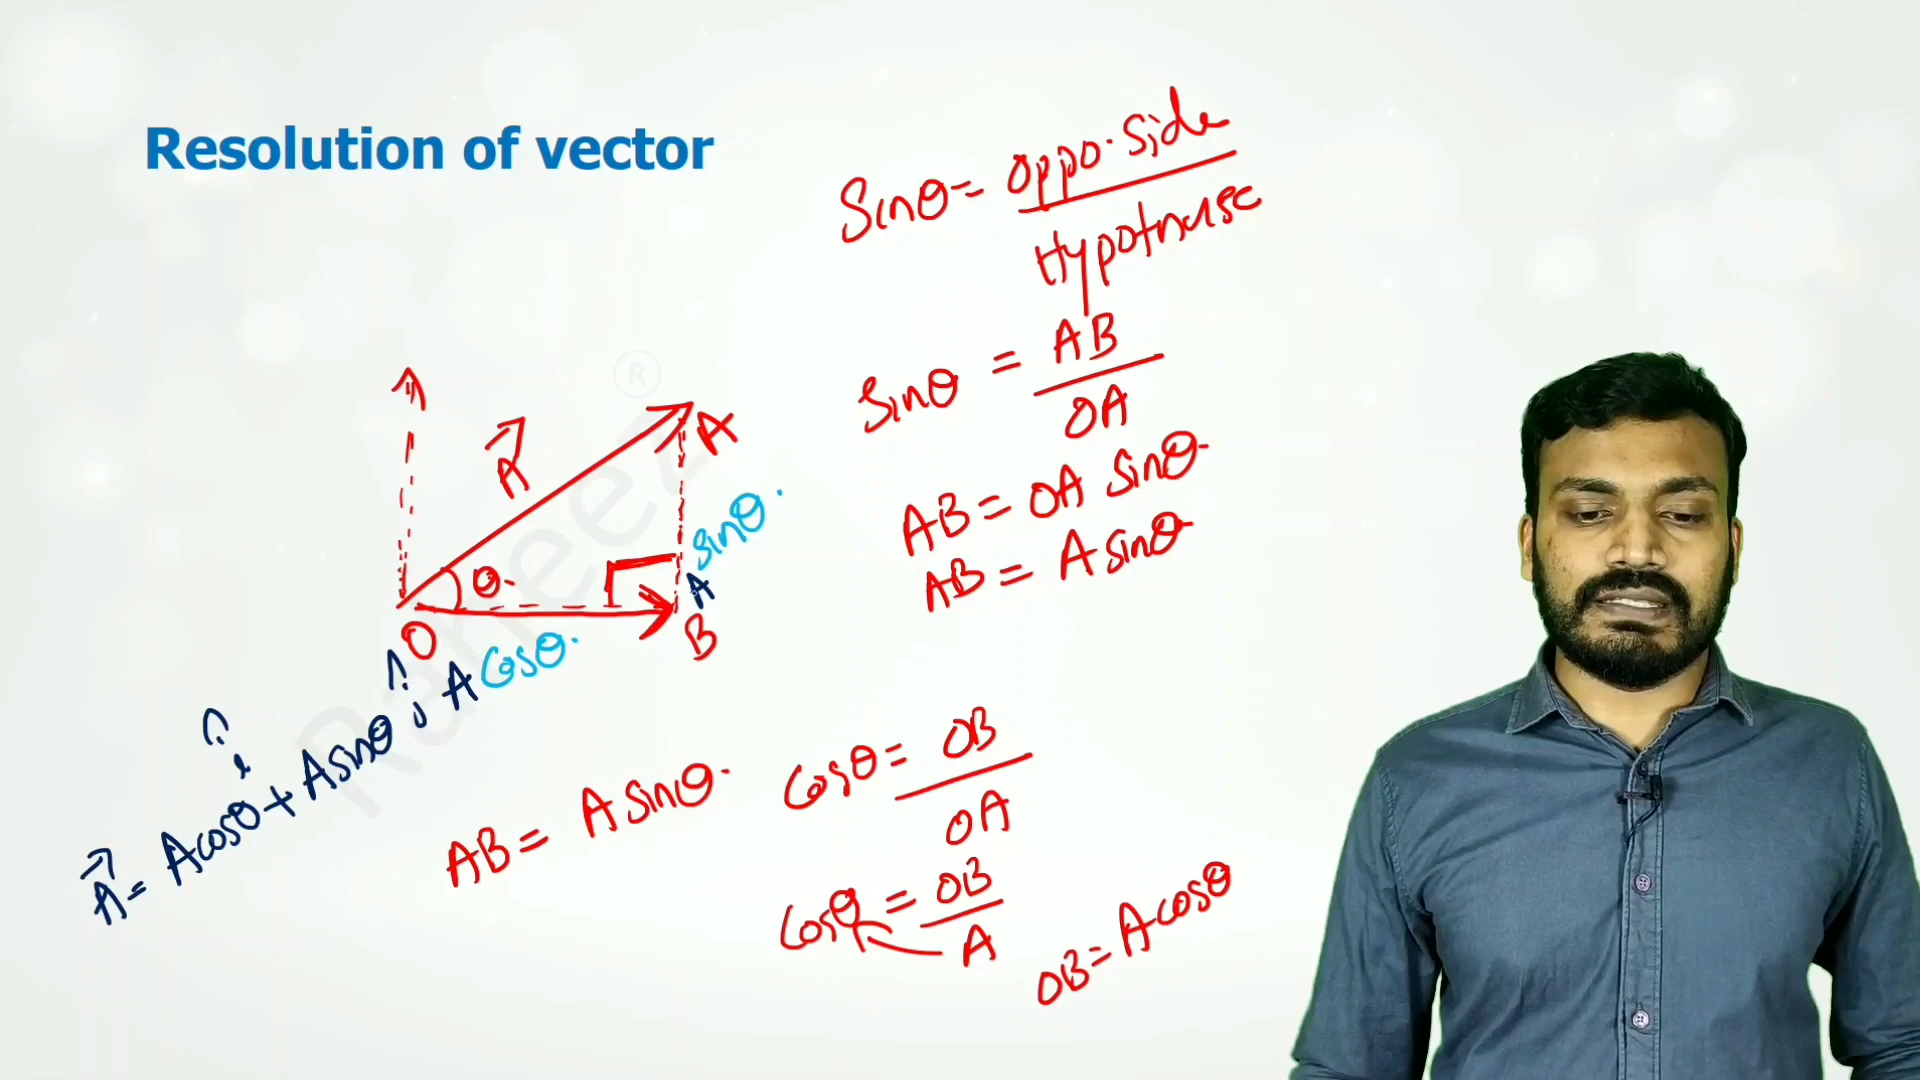 Resolution of vector
Sinθ = oppo. Side
Hypotnuse
Sinθ = AB
OA
AB = OA Sinθ
AB = A sinθ
®
A
A
θ
Sinθ
A
O
B
A Cosθ
A = A cosθ i + A sinθ j
AB = A sinθ
Cosθ = OB
OA
Cosθ = OB
A
OB = A cosθ